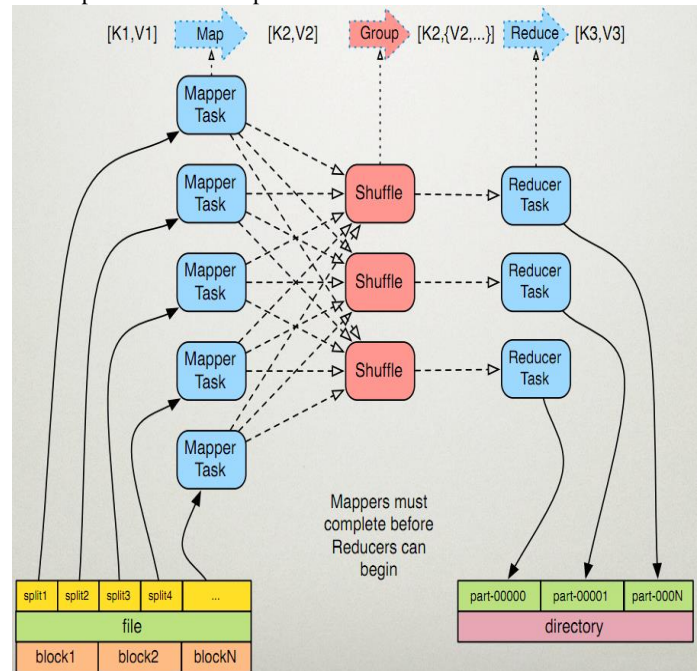 [K1,V1] Map [K2,V2] Group [K2,{V2,...}] Reduce [K3,V3]
Mapper
Task
Mapper
Task
Shuffle
Reducer
Task
Mapper
Task
Shuffle
Reducer
Task
Mapper
Task
Shuffle
Reducer
Task
Mapper
Task
Mappers must
complete before
Reducers can
begin
split1 split2 split3 split4 ...
file
block1 block2 blockN
part-00000 part-00001 part-000N
directory